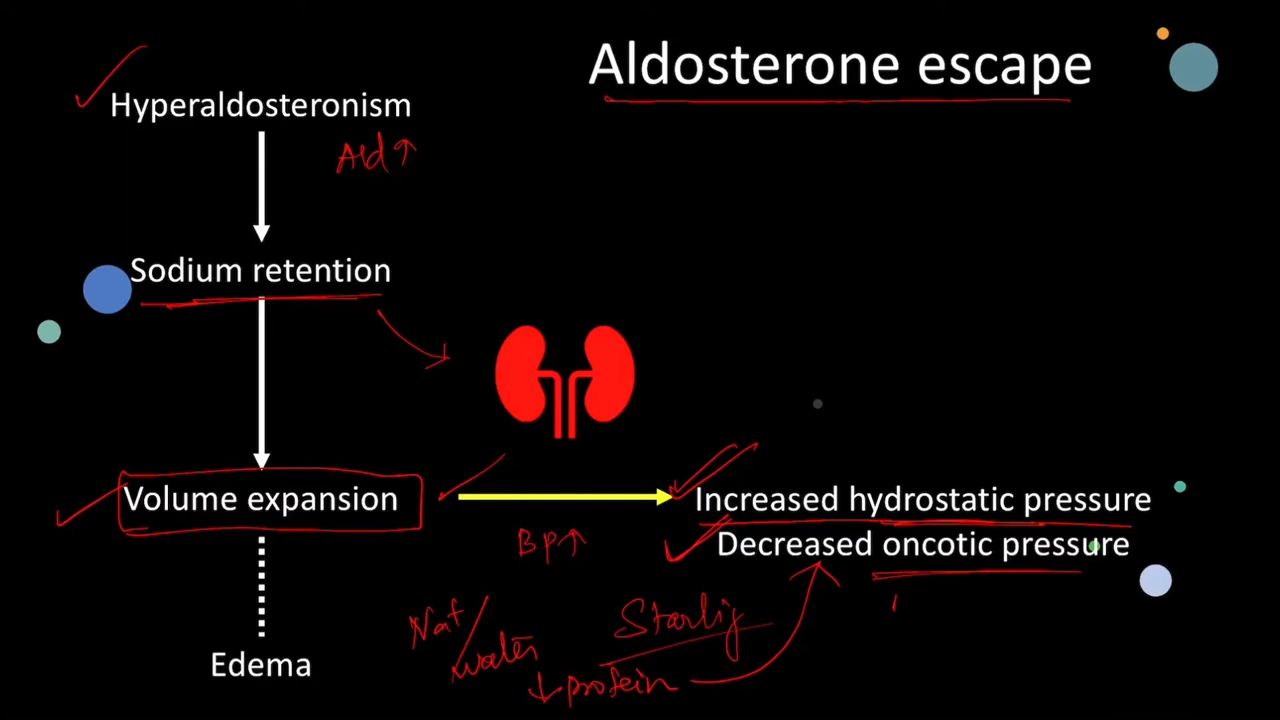 Aldosterone escape
Hyperaldosteronism
Ald ↑
Sodium retention
Volume expansion
Increased hydrostatic pressure
BP↑
Decreased oncotic pressure
Na+/
water
Starlig
↓ protein
Edema